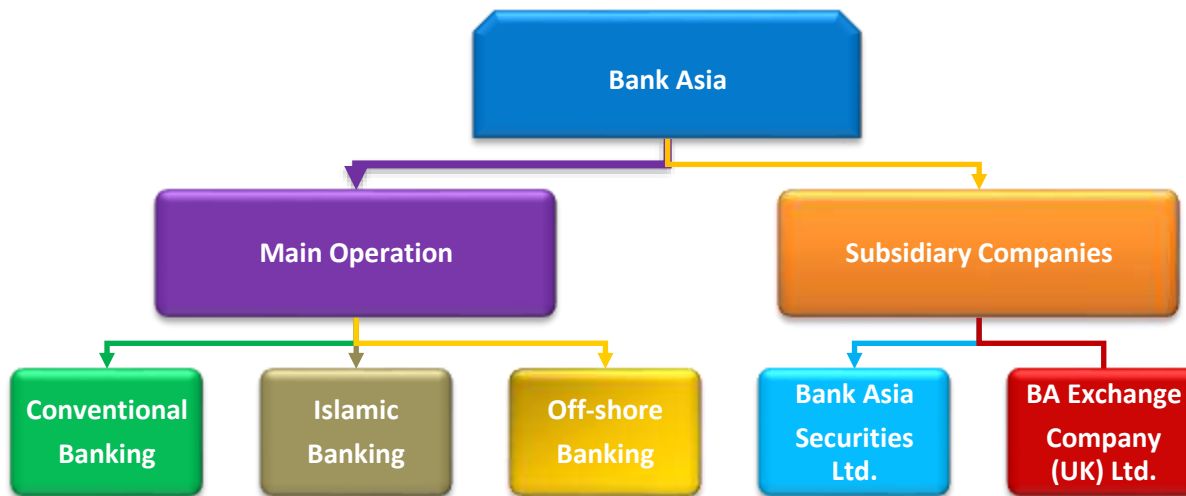 Bank Asia
Main Operation
Subsidiary Companies
Conventional
Banking
Islamic
Banking
Off-shore
Banking
Bank Asia
Securities
Ltd.
BA Exchange
Company
(UK) Ltd.